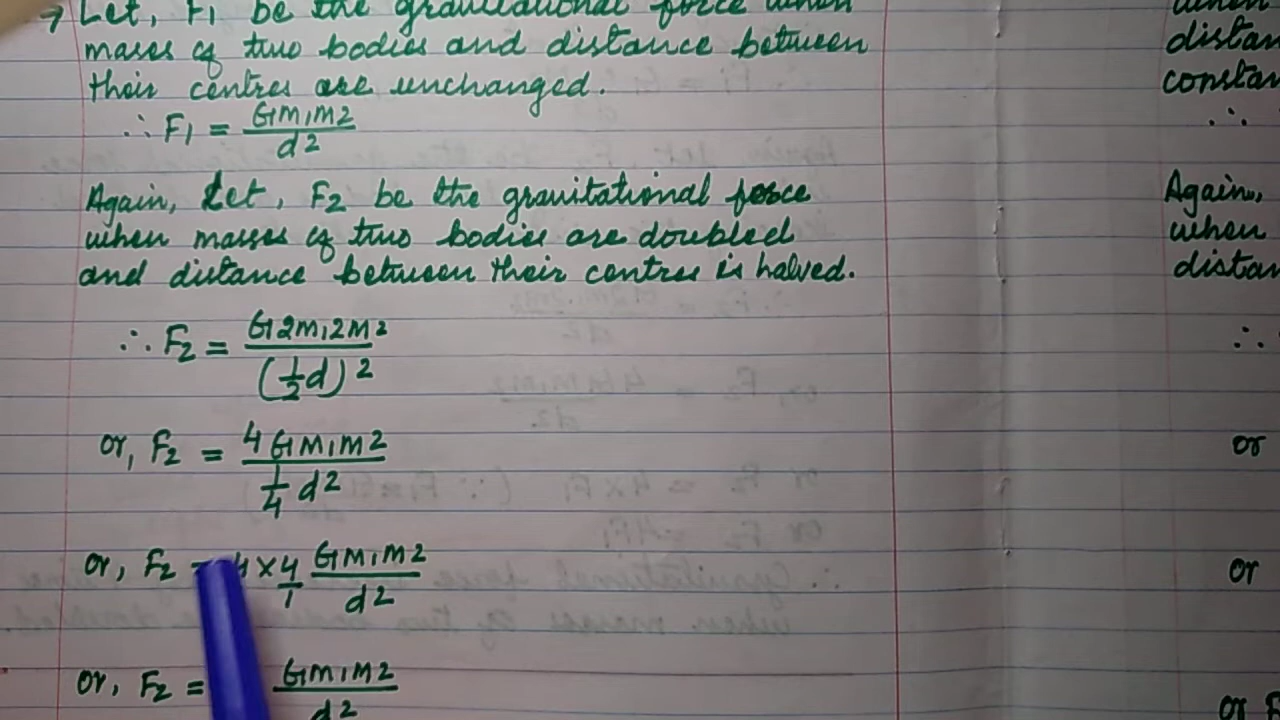 → Let, F1 be the gravitational force when
masses of two bodies and distance between
their centres are unchanged.
∴ F1 = GM1M2 / d2
Again, Let, F2 be the gravitational force
when masses of two bodies are doubled
and distance between their centres is halved.
∴ F2 = G2M12M2 / (1/2 d)2
or, F2 = 4GM1M2 / 1/4 d2
or, F2 = 4 × 4/1 GM1M2 / d2
or, F2 = GM1M2 / d2
when
distan
constan
∴
Again,
when
distan
∴
or
or
or F